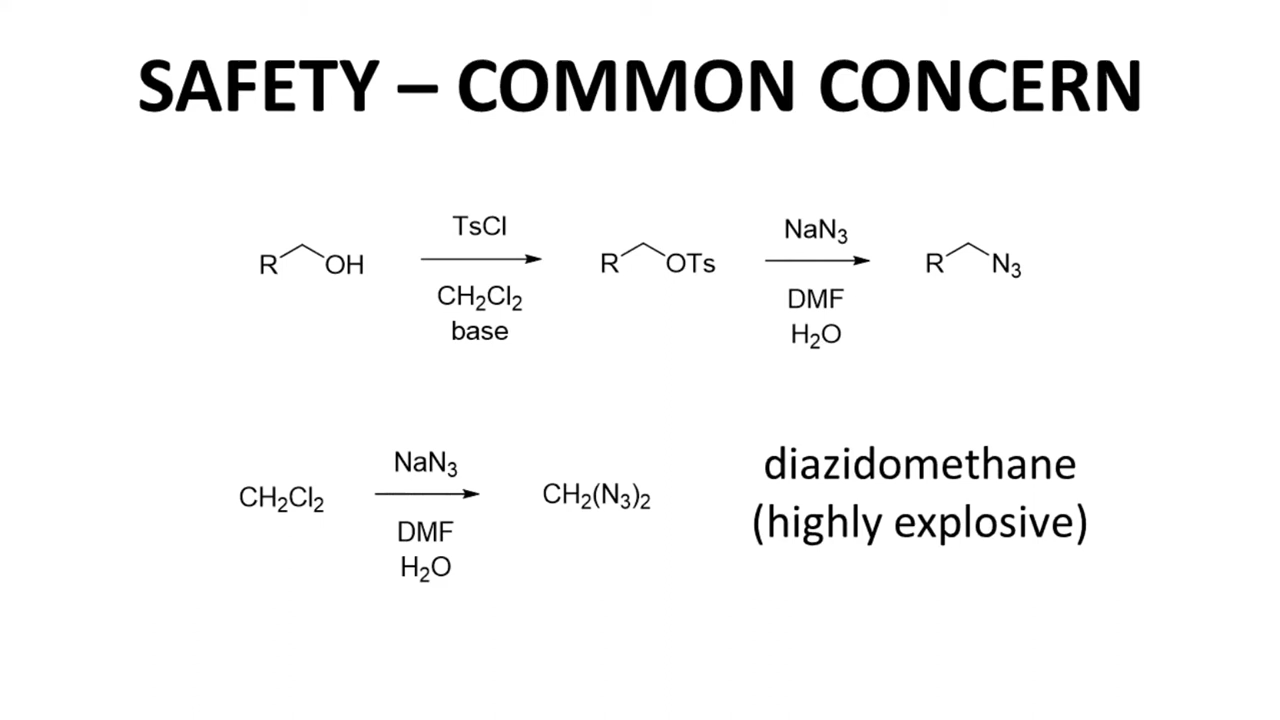 SAFETY – COMMON CONCERN
TsCl
NaN₃
R
OH
R
OTs
R
N₃
CH₂Cl₂
DMF
base
H₂O
NaN₃
CH₂Cl₂
CH₂(N₃)₂
DMF
H₂O
diazidomethane
(highly explosive)